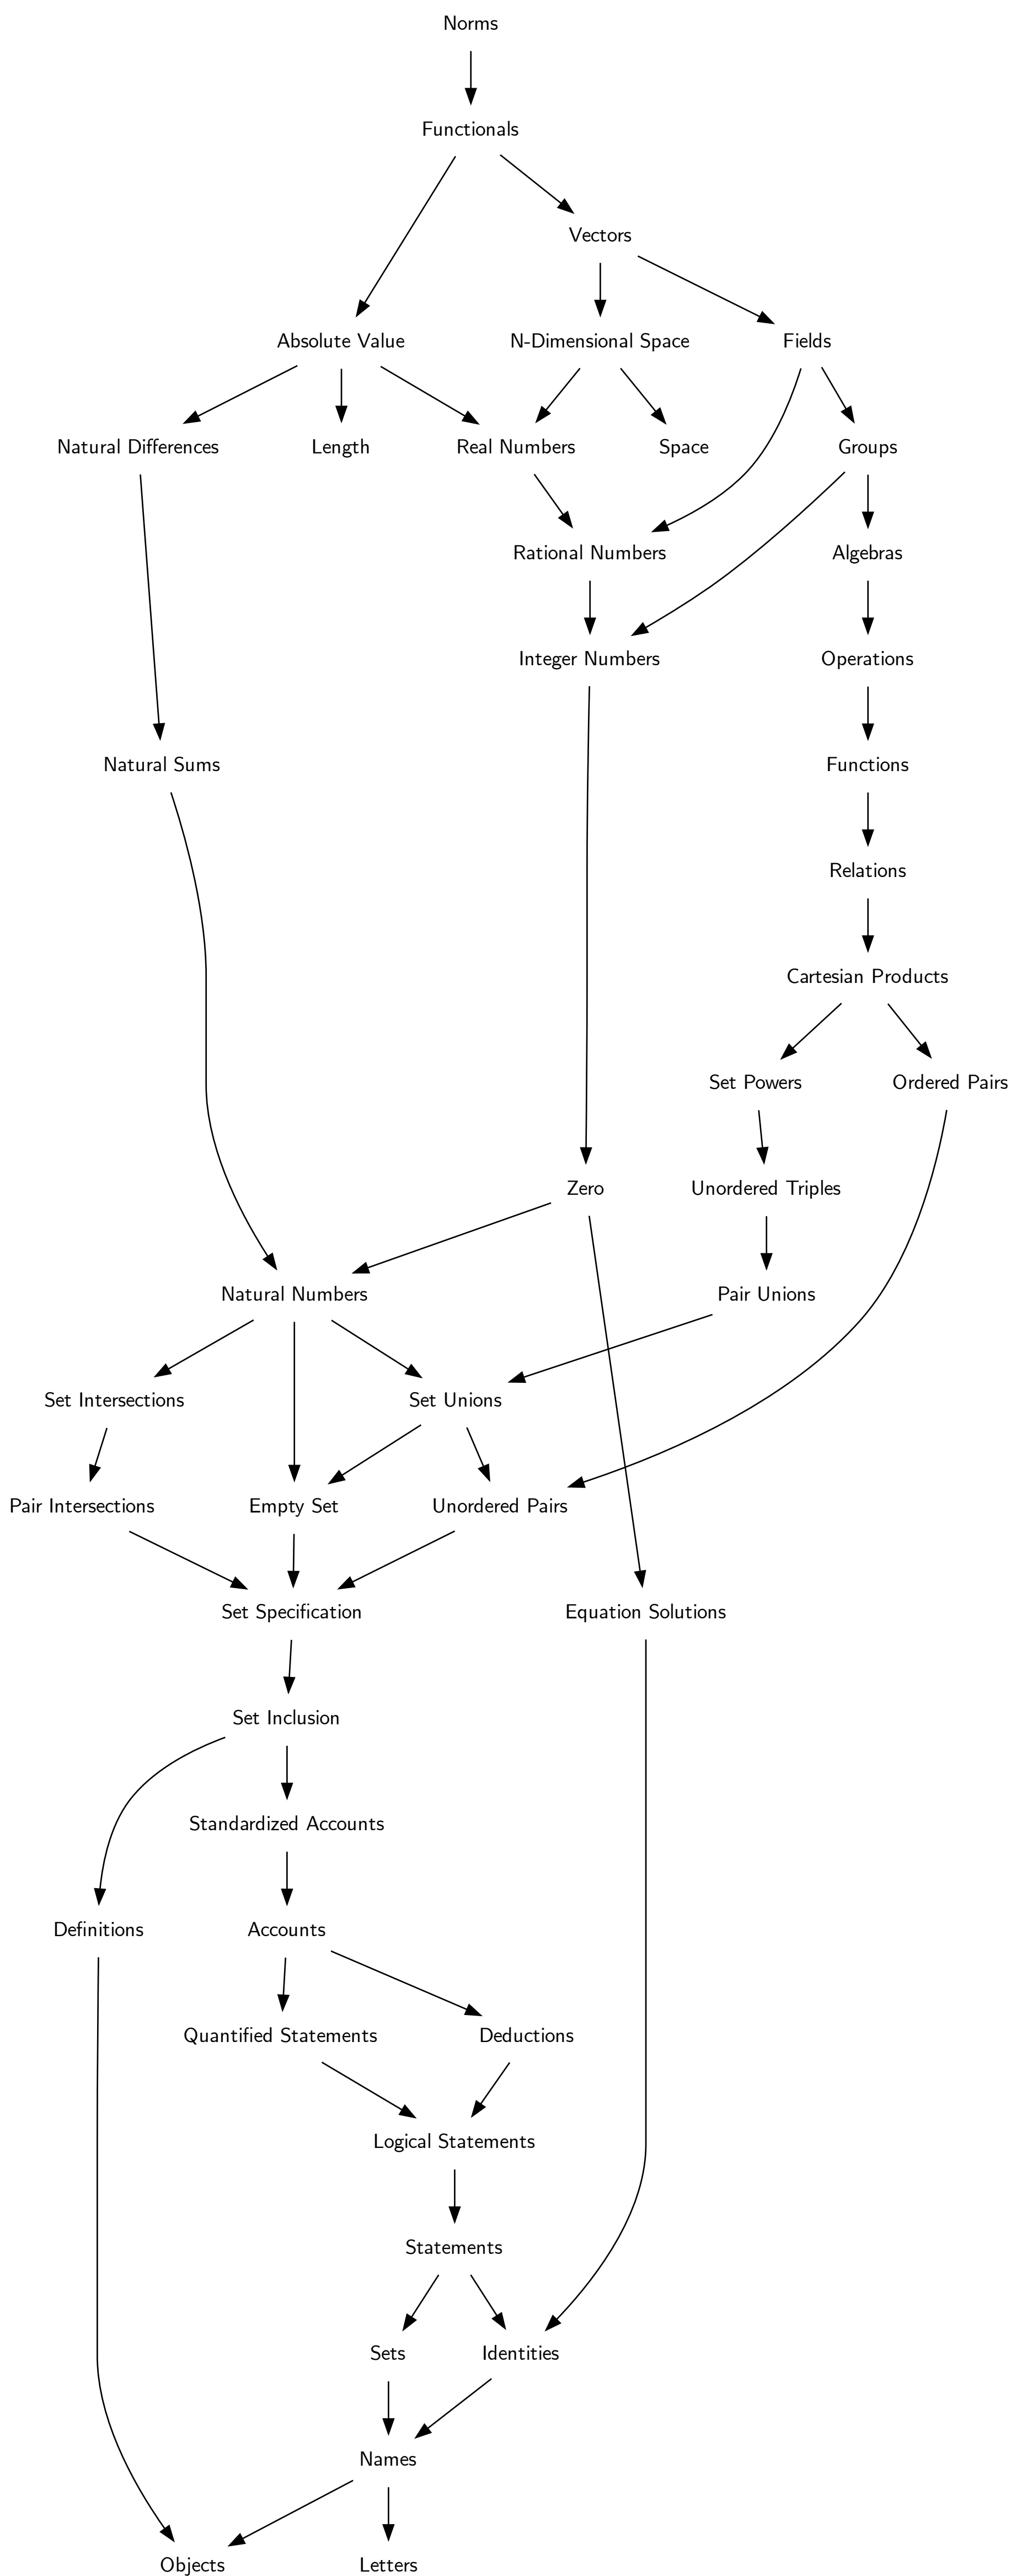 Norms
Functionals
Vectors
Absolute Value
N-Dimensional Space
Fields
Natural Differences
Length
Real Numbers
Space
Groups
Rational Numbers
Algebras
Integer Numbers
Operations
Natural Sums
Functions
Relations
Cartesian Products
Set Powers
Ordered Pairs
Zero
Unordered Triples
Natural Numbers
Pair Unions
Set Intersections
Set Unions
Pair Intersections
Empty Set
Unordered Pairs
Set Specification
Equation Solutions
Set Inclusion
Standardized Accounts
Definitions
Accounts
Quantified Statements
Deductions
Logical Statements
Statements
Sets
Identities
Names
Objects
Letters